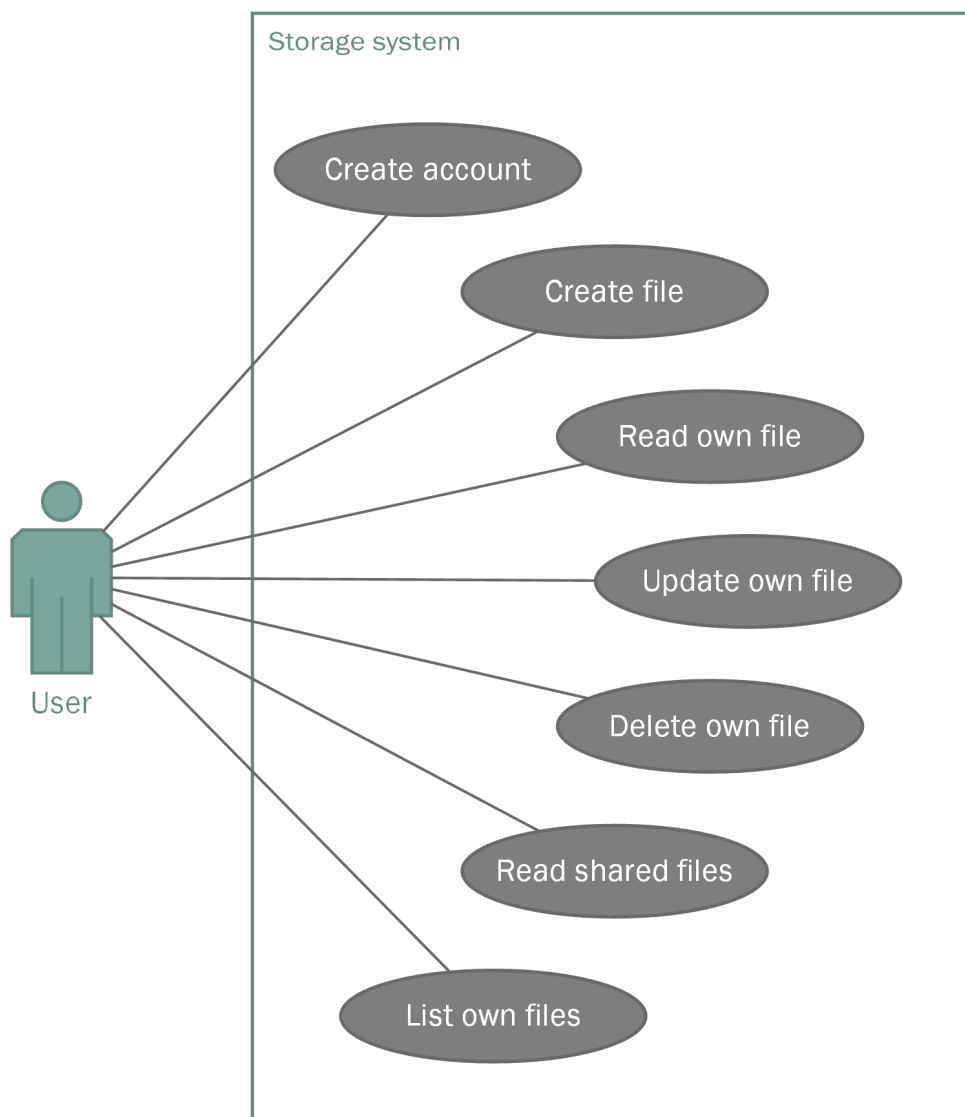 Storage system
Create account
Create file
Read own file
Update own file
User
Delete own file
Read shared files
List own files